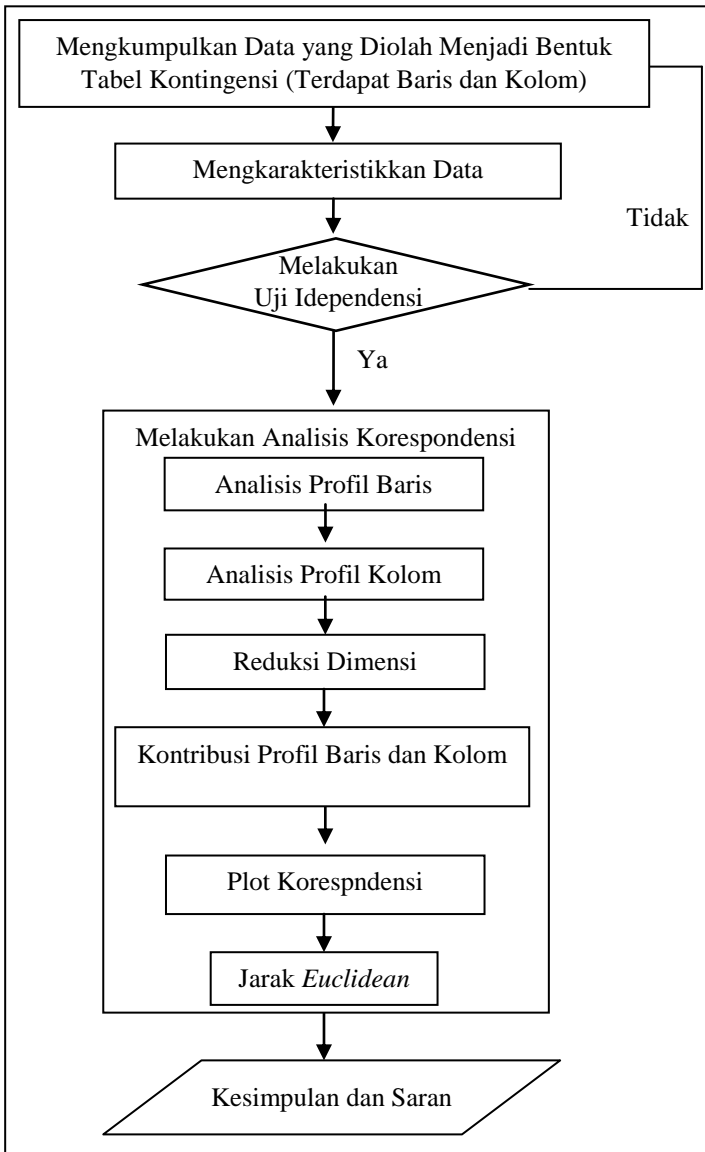 Mengkumpulkan Data yang Diolah Menjadi Bentuk
Tabel Kontingensi (Terdapat Baris dan Kolom)
Mengkarakteristikkan Data
Tidak
Melakukan
Uji Idependensi
Ya
Melakukan Analisis Korespondensi
Analisis Profil Baris
Analisis Profil Kolom
Reduksi Dimensi
Kontribusi Profil Baris dan Kolom
Plot Korespndensi
Jarak Euclidean
Kesimpulan dan Saran